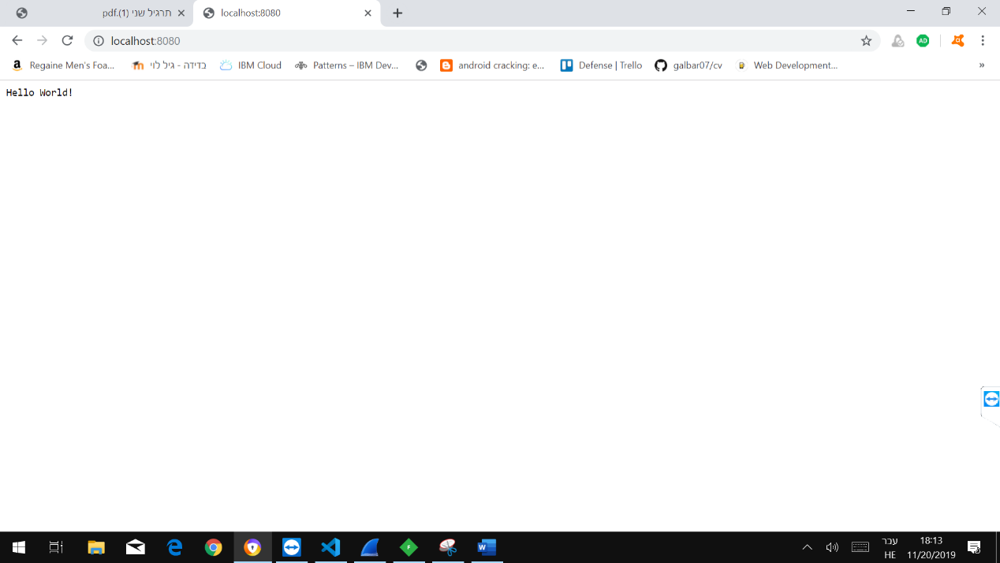 תרגיל שני (1).pdf
localhost:8080
localhost:8080
Regaine Men's Foa...
כדידה - גיל לוי
IBM Cloud
Patterns – IBM Dev...
android cracking: e...
Defense | Trello
galbar07/cv
Web Development...
»
Hello World!
עבר
18:13
HE
11/20/2019